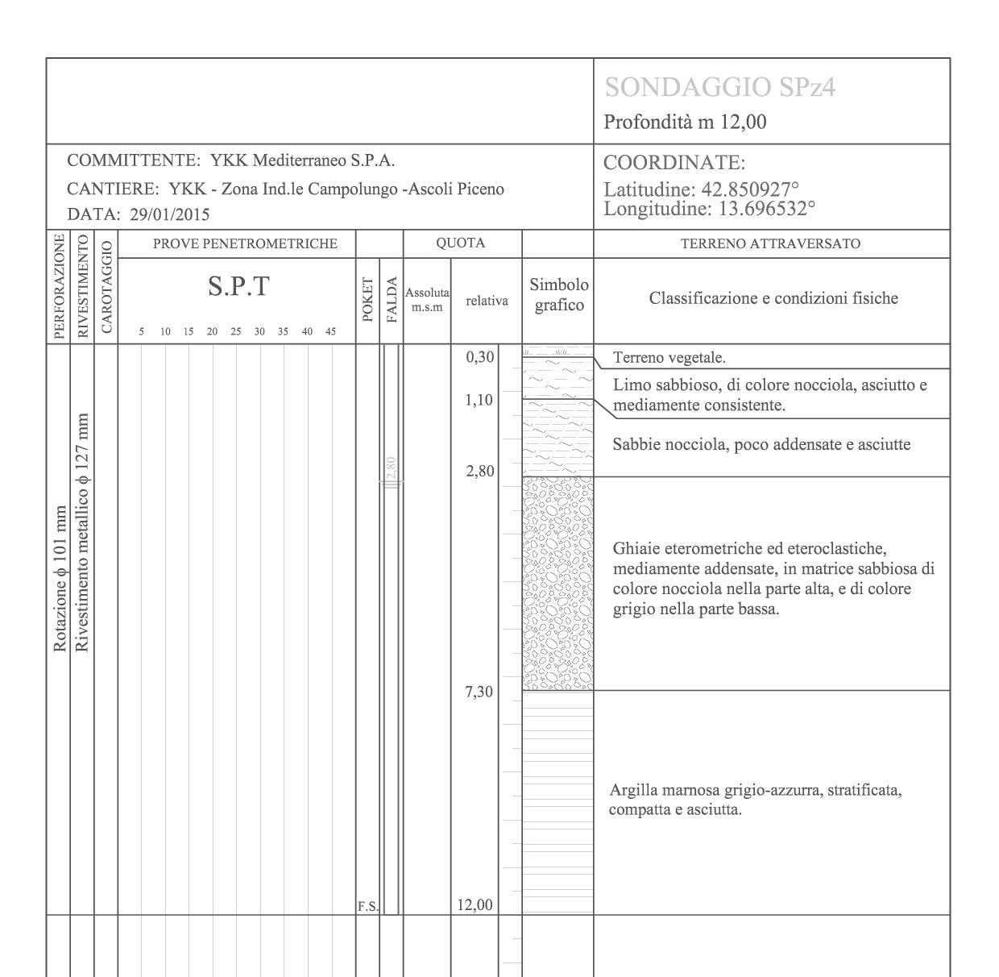 SONDAGGIO SPz4
Profondità m 12,00
COMMITTENTE: YKK Mediterraneo S.P.A.
CANTIERE: YKK - Zona Ind.le Campolungo -Ascoli Piceno
DATA: 29/01/2015
COORDINATE:
Latitudine: 42.850927°
Longitudine: 13.696532°
PERFORAZIONE
RIVESTIMENTO
CAROTAGGIO
PROVE PENETROMETRICHE
S.P.T
5 10 15 20 25 30 35 40 45
POKET
FALDA
QUOTA
Assoluta
m.s.m
relativa
Simbolo
grafico
TERRENO ATTRAVERSATO
Classificazione e condizioni fisiche
Rotazione ϕ 101 mm
Rivestimento metallico ϕ 127 mm
2,80
0,30
Terreno vegetale.
Limo sabbioso, di colore nocciola, asciutto e
mediamente consistente.
1,10
Sabbie nocciola, poco addensate e asciutte
2,80
Ghiaie eterometriche ed eteroclastiche,
mediamente addensate, in matrice sabbiosa di
colore nocciola nella parte alta, e di colore
grigio nella parte bassa.
7,30
Argilla marnosa grigio-azzurra, stratificata,
compatta e asciutta.
F.S.
12,00